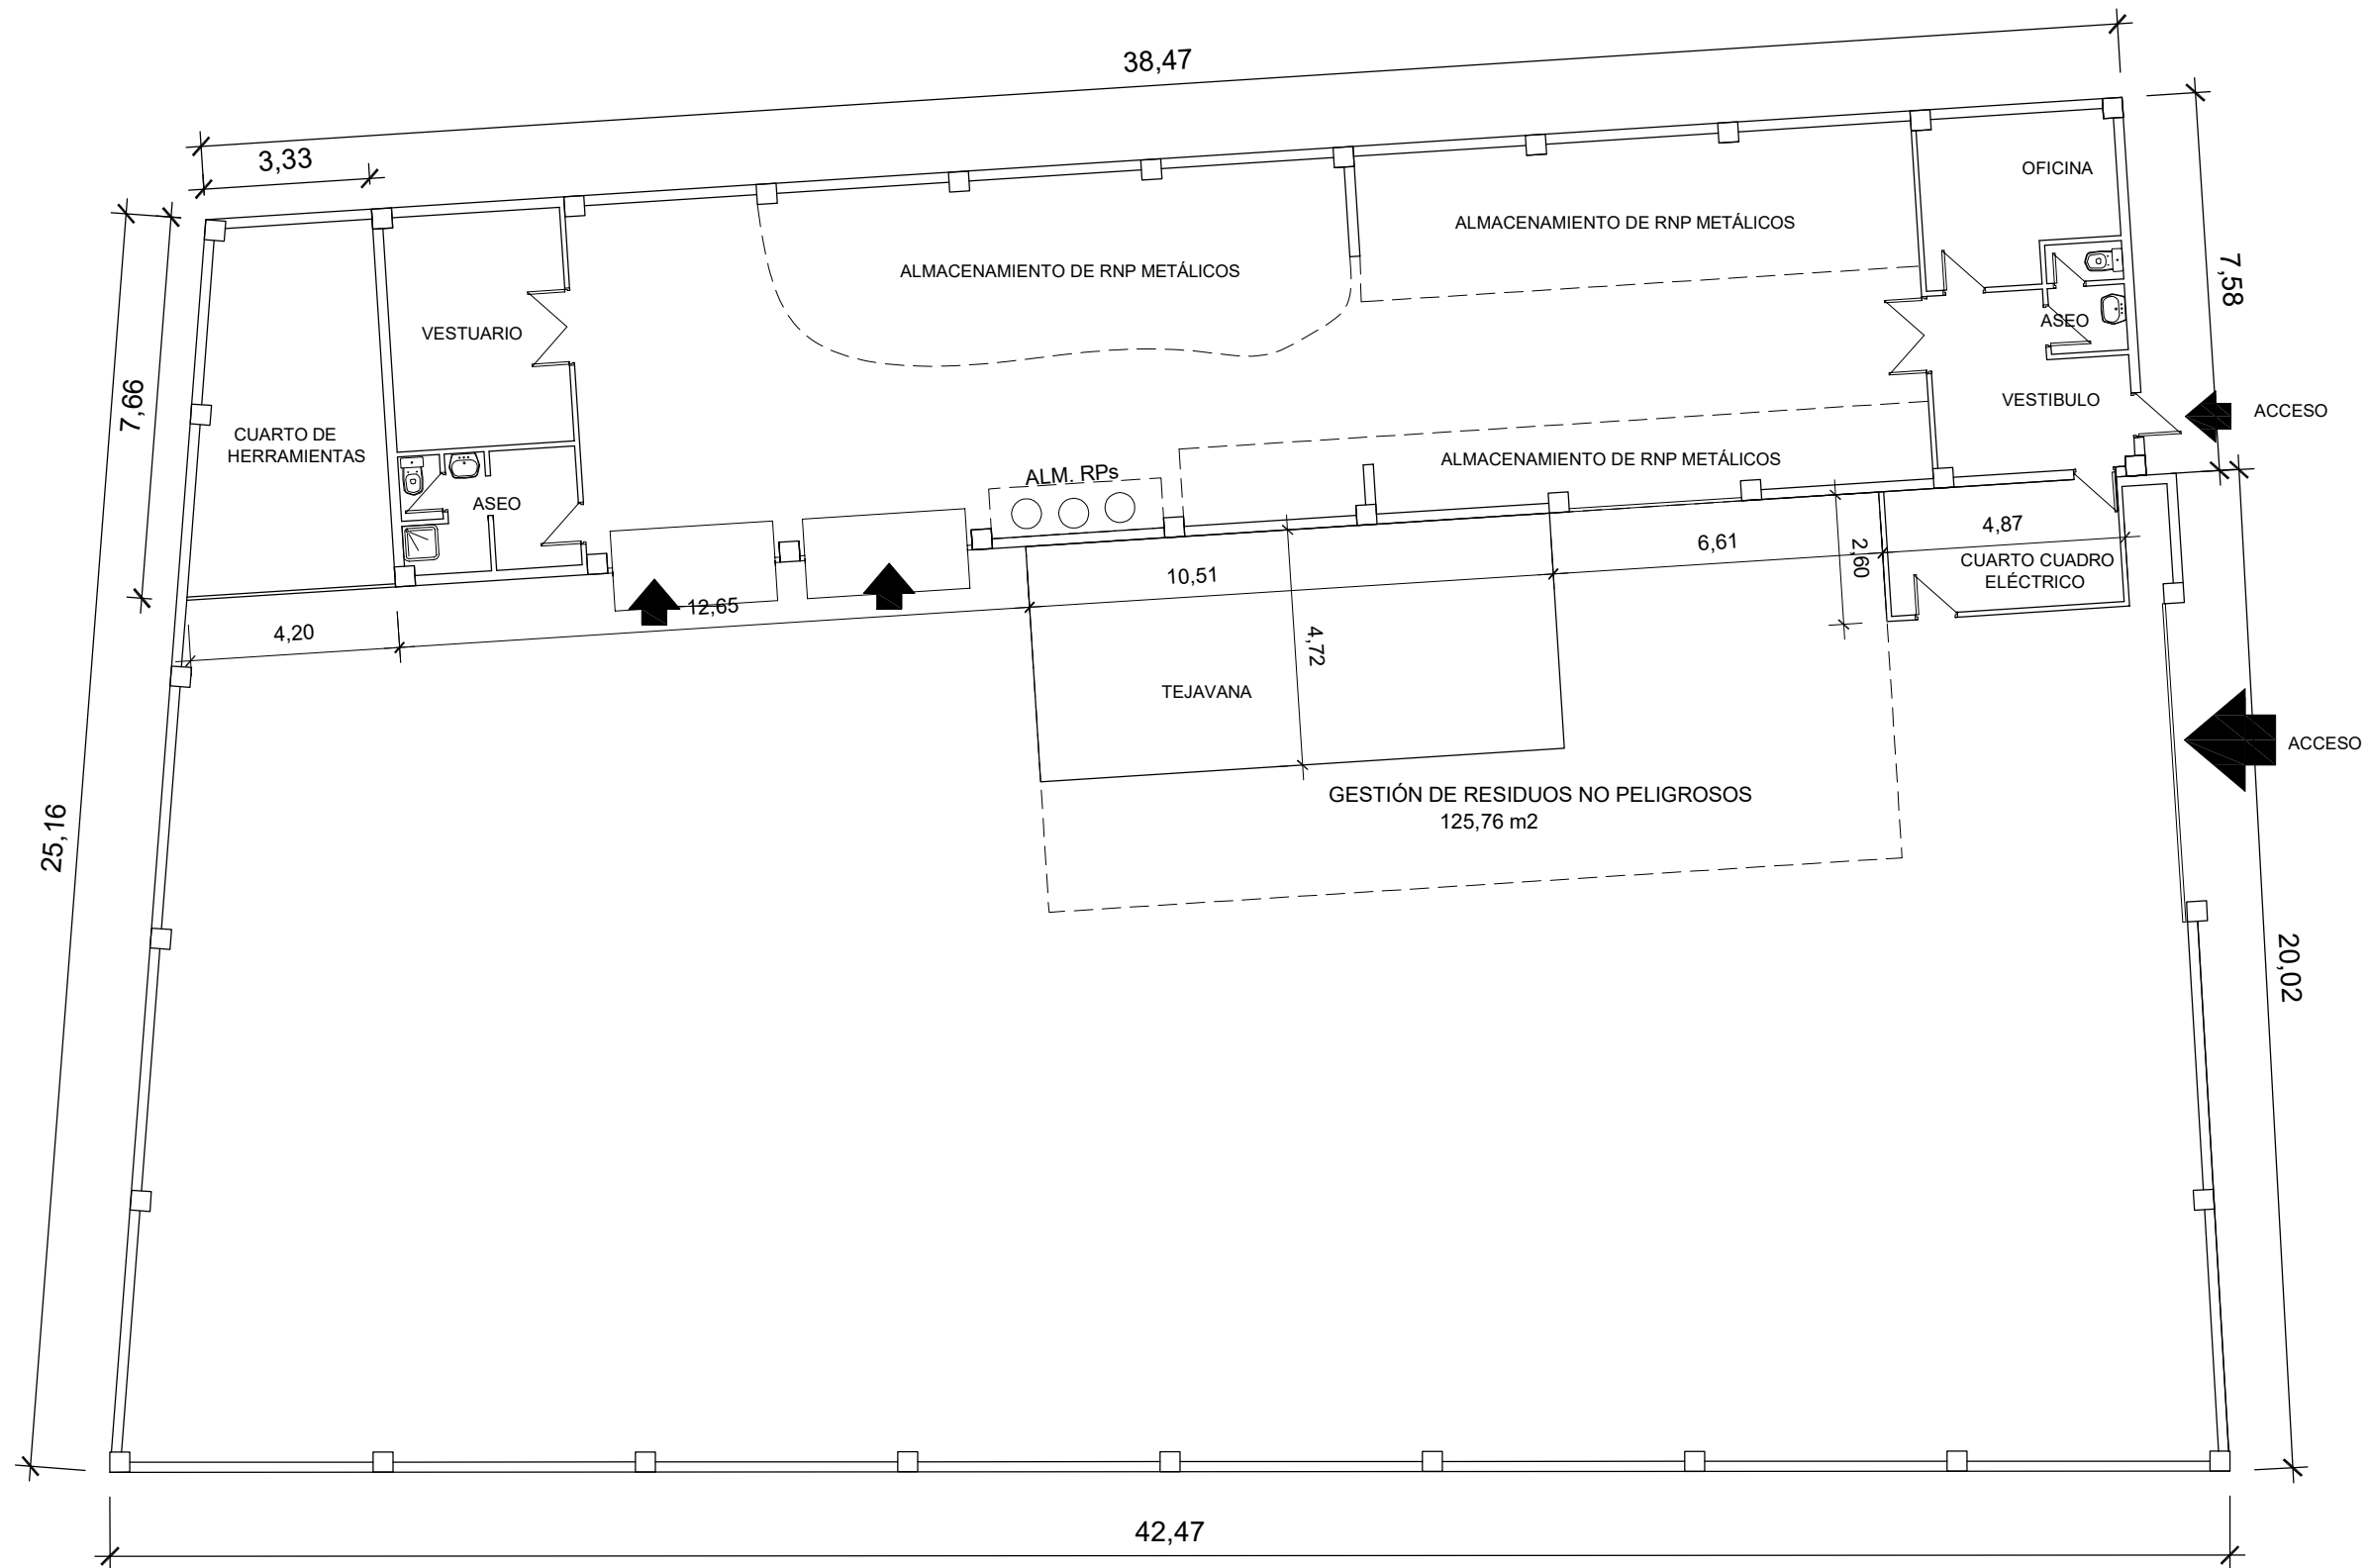 38,47
3,33
OFICINA
ALMACENAMIENTO DE RNP METÁLICOS
ALMACENAMIENTO DE RNP METÁLICOS
7,58
ASEO
VESTUARIO
7,66
VESTIBULO
ACCESO
CUARTO DE
HERRAMIENTAS
ALMACENAMIENTO DE RNP METÁLICOS
ALM. RPs
ASEO
4,87
6,61
2,60
CUARTO CUADRO
ELÉCTRICO
10,51
12,65
4,20
4,72
TEJAVANA
ACCESO
GESTIÓN DE RESIDUOS NO PELIGROSOS
125,76 m2
25,16
20,02
42,47